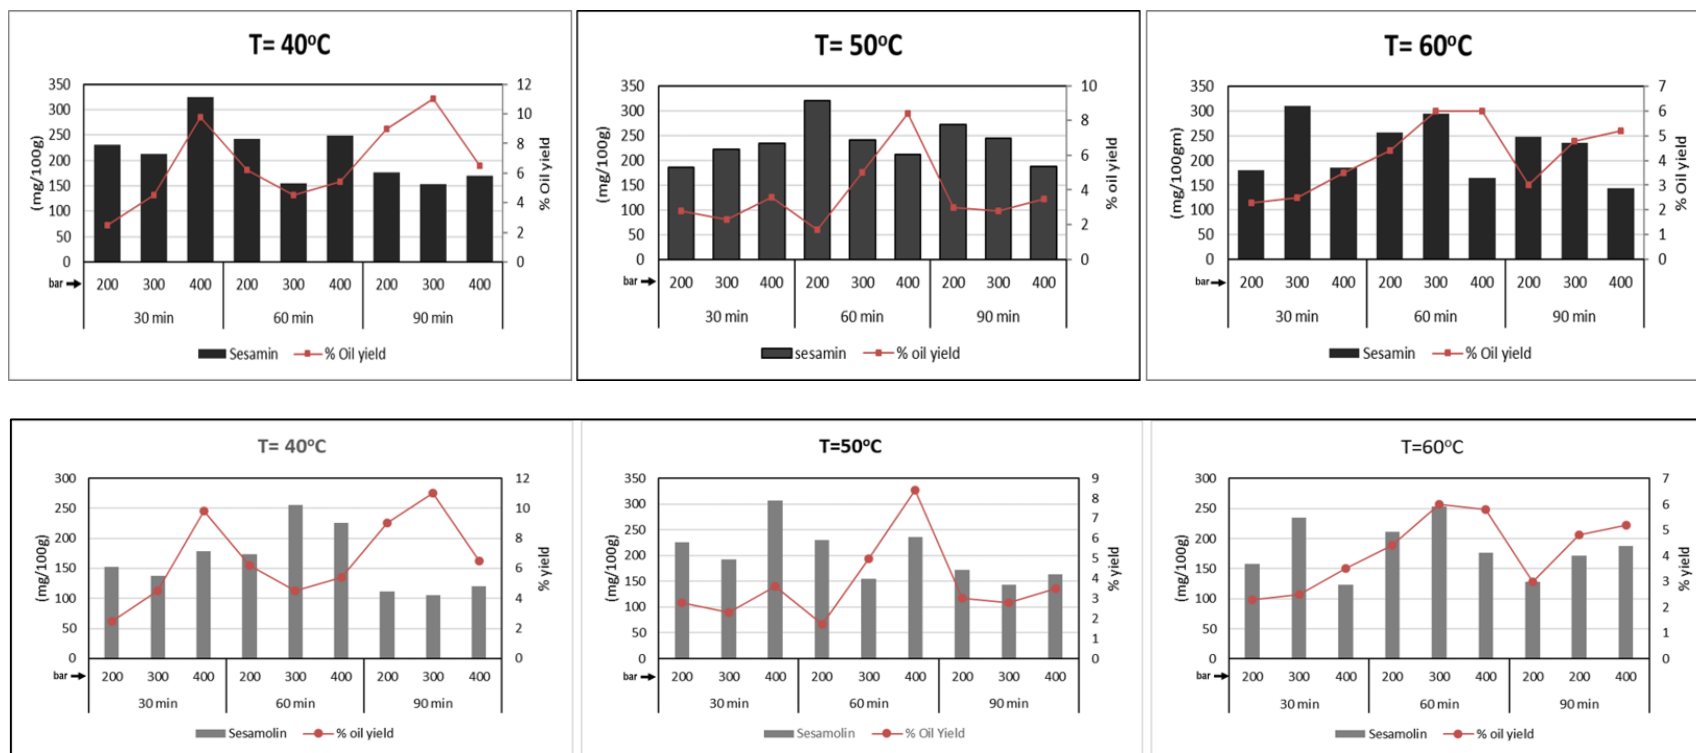 T= 40°C
350 300 250 200 150 100 50 0
(mg/100g)
12 10 8 6 4 2 0
% Oil yield
bar 200 300 400 200 300 400 200 300 400
30 min 60 min 90 min
Sesamin % Oil yield
T= 50°C
350 300 250 200 150 100 50 0
(mg/100g)
10 8 6 4 2 0
% Oil yield
bar 200 300 400 200 300 400 200 300 400
30 min 60 min 90 min
sesamin % oil yield
T= 60°C
350 300 250 200 150 100 50 0
(mg/100gm)
7 6 5 4 3 2 1 0
% Oil yield
bar 200 300 400 200 300 400 200 300 400
30 min 60 min 90 min
Sesamin % Oil yield
T= 40°C
300 250 200 150 100 50 0
(mg/100g)
12 10 8 6 4 2 0
% yield
bar 200 300 400 200 300 400 200 300 400
30 min 60 min 90 min
Sesamolin % oil yield
T=50°C
350 300 250 200 150 100 50 0
(mg/100g)
9 8 7 6 5 4 3 2 1 0
% yield
bar 200 300 400 200 300 400 200 300 400
30 min 60 min 90 min
Sesamolin % Oil Yield
T=60°C
300 250 200 150 100 50 0
(mg/100g)
7 6 5 4 3 2 1 0
% yield
bar 200 300 400 200 300 400 200 200 400
30 min 60 min 90 min
Sesamolin % oil yield